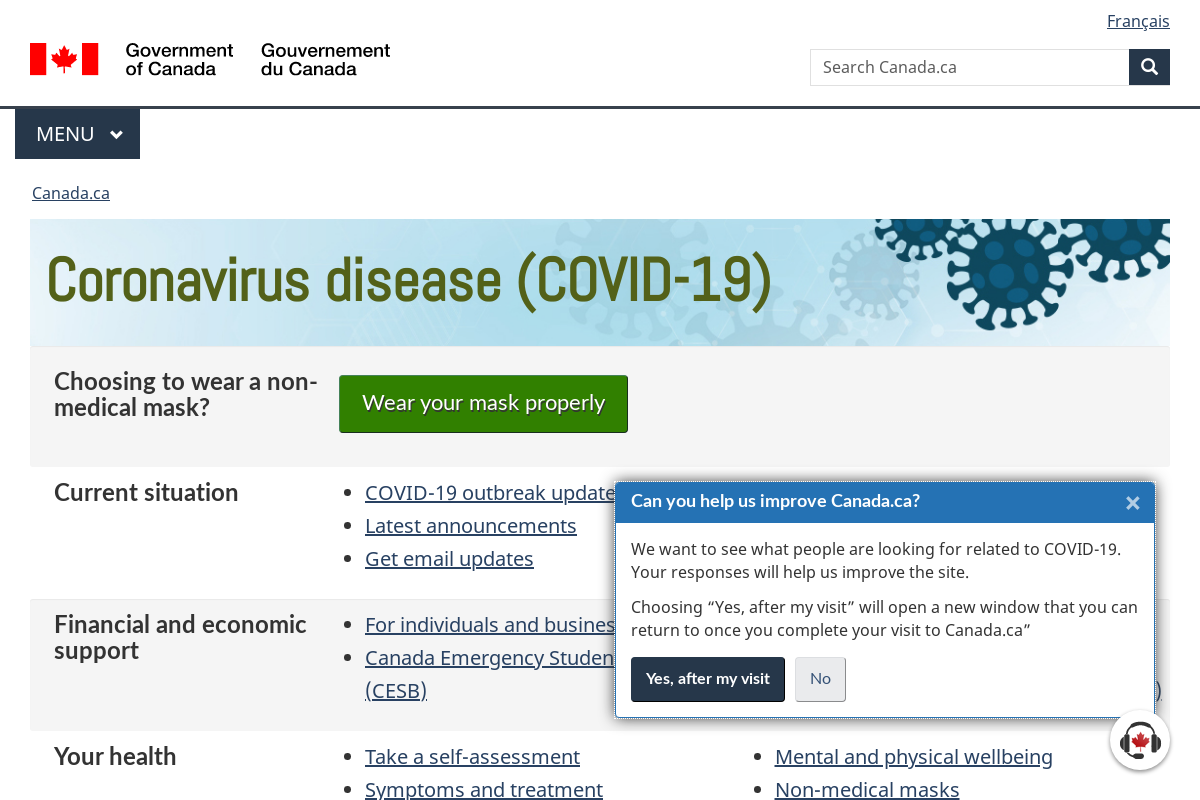 Français
Government of Canada
Gouvernement du Canada
Search Canada.ca
MENU
Canada.ca
Coronavirus disease (COVID-19)
Choosing to wear a non-
medical mask?
Wear your mask properly
Current situation
COVID-19 outbreak update
Latest announcements
Get email updates
Financial and economic
support
For individuals and busines
Canada Emergency Studen
(CESB)
)
Can you help us improve Canada.ca?
×
We want to see what people are looking for related to COVID-19.
Your responses will help us improve the site.
Choosing “Yes, after my visit” will open a new window that you can
return to once you complete your visit to Canada.ca”
Yes, after my visit
No
Your health
Take a self-assessment
Symptoms and treatment
Mental and physical wellbeing
Non-medical masks